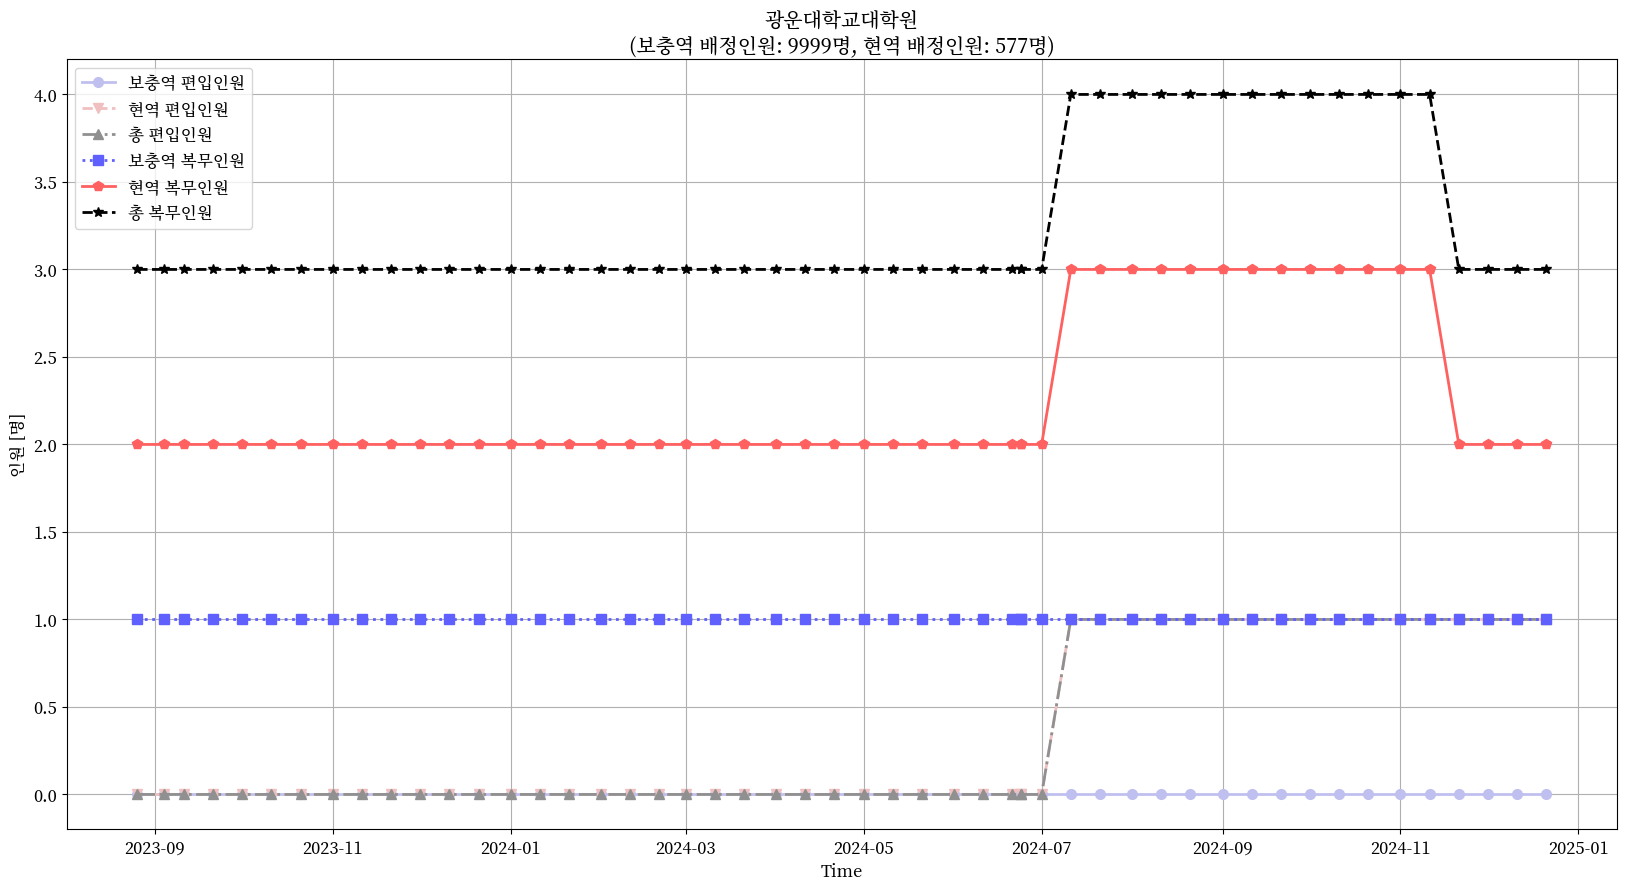 광운대학교대학원
(보충역 배정인원: 9999명, 현역 배정인원: 577명)
보충역 편입인원
현역 편입인원
총 편입인원
보충역 복무인원
현역 복무인원
총 복무인원
인원 [명]
4.0
3.5
3.0
2.5
2.0
1.5
1.0
0.5
0.0
2023-09 2023-11 2024-01 2024-03 2024-05 2024-07 2024-09 2024-11 2025-01
Time